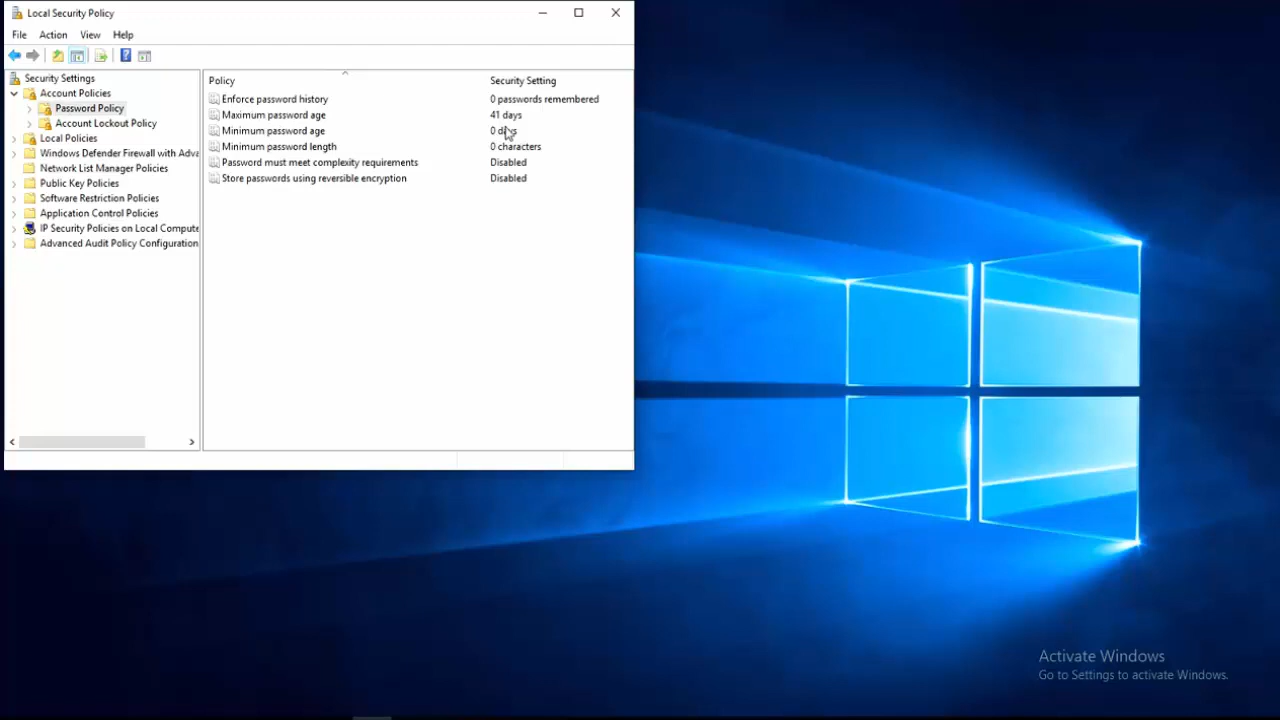 Local Security Policy
File Action View Help
Security Settings
Account Policies
Password Policy
Account Lockout Policy
Local Policies
Windows Defender Firewall with Adva
Network List Manager Policies
Public Key Policies
Software Restriction Policies
Application Control Policies
IP Security Policies on Local Compute
Advanced Audit Policy Configuration
Policy Security Setting
Enforce password history 0 passwords remembered
Maximum password age 41 days
Minimum password age 0 days
Minimum password length 0 characters
Password must meet complexity requirements Disabled
Store passwords using reversible encryption Disabled
Activate Windows
Go to Settings to activate Windows.